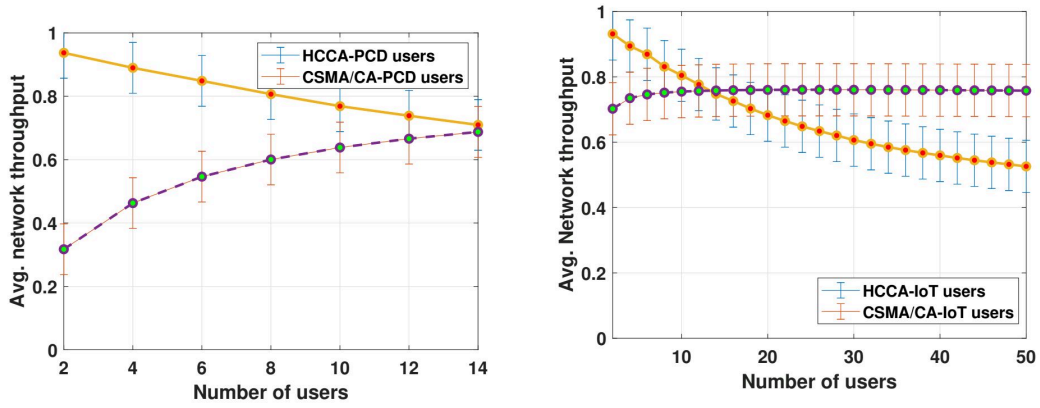 Avg. network throughput
1
0.8
0.6
0.4
0.2
0
HCCA-PCD users
CSMA/CA-PCD users
2 4 6 8 10 12 14
Number of users
Avg. Network throughput
1
0.8
0.6
0.4
0.2
0
HCCA-IoT users
CSMA/CA-IoT users
10 20 30 40 50
Number of users